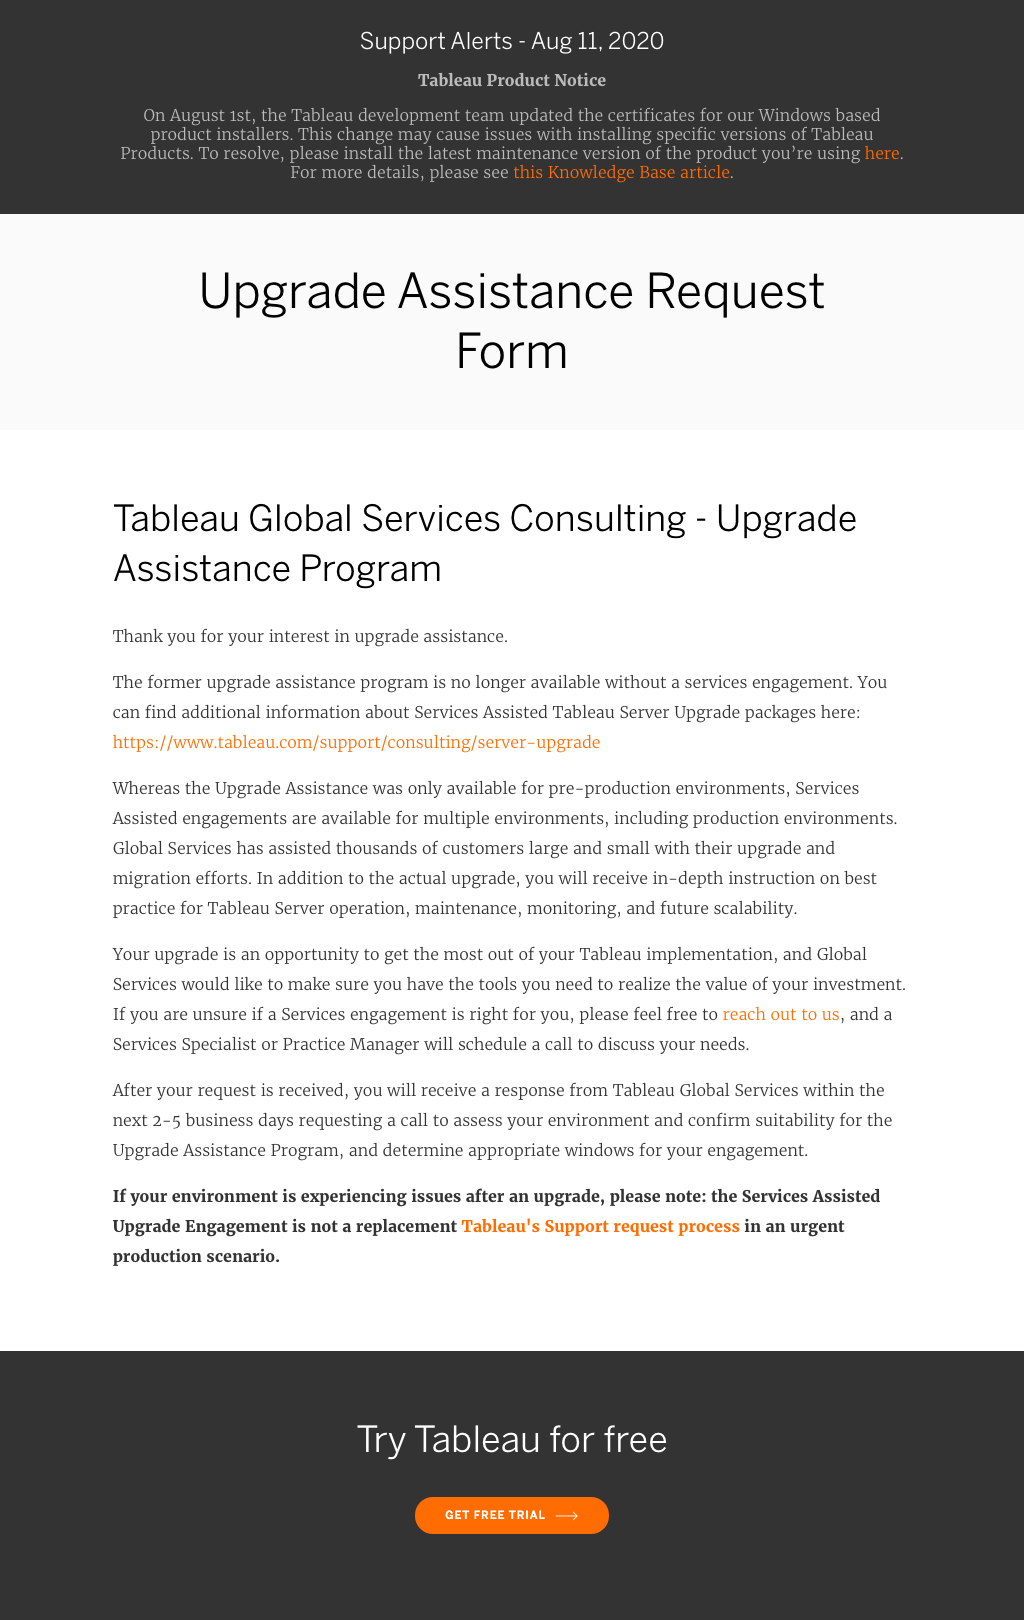 Support Alerts - Aug 11, 2020
Tableau Product Notice
On August 1st, the Tableau development team updated the certificates for our Windows based
product installers. This change may cause issues with installing specific versions of Tableau
Products. To resolve, please install the latest maintenance version of the product you’re using here.
For more details, please see this Knowledge Base article.
Upgrade Assistance Request
Form
Tableau Global Services Consulting - Upgrade
Assistance Program
Thank you for your interest in upgrade assistance.
The former upgrade assistance program is no longer available without a services engagement. You
can find additional information about Services Assisted Tableau Server Upgrade packages here:
https://www.tableau.com/support/consulting/server-upgrade
Whereas the Upgrade Assistance was only available for pre-production environments, Services
Assisted engagements are available for multiple environments, including production environments.
Global Services has assisted thousands of customers large and small with their upgrade and
migration efforts. In addition to the actual upgrade, you will receive in-depth instruction on best
practice for Tableau Server operation, maintenance, monitoring, and future scalability.
Your upgrade is an opportunity to get the most out of your Tableau implementation, and Global
Services would like to make sure you have the tools you need to realize the value of your investment.
If you are unsure if a Services engagement is right for you, please feel free to reach out to us, and a
Services Specialist or Practice Manager will schedule a call to discuss your needs.
After your request is received, you will receive a response from Tableau Global Services within the
next 2-5 business days requesting a call to assess your environment and confirm suitability for the
Upgrade Assistance Program, and determine appropriate windows for your engagement.
If your environment is experiencing issues after an upgrade, please note: the Services Assisted
Upgrade Engagement is not a replacement Tableau's Support request process in an urgent
production scenario.
Try Tableau for free
GET FREE TRIAL